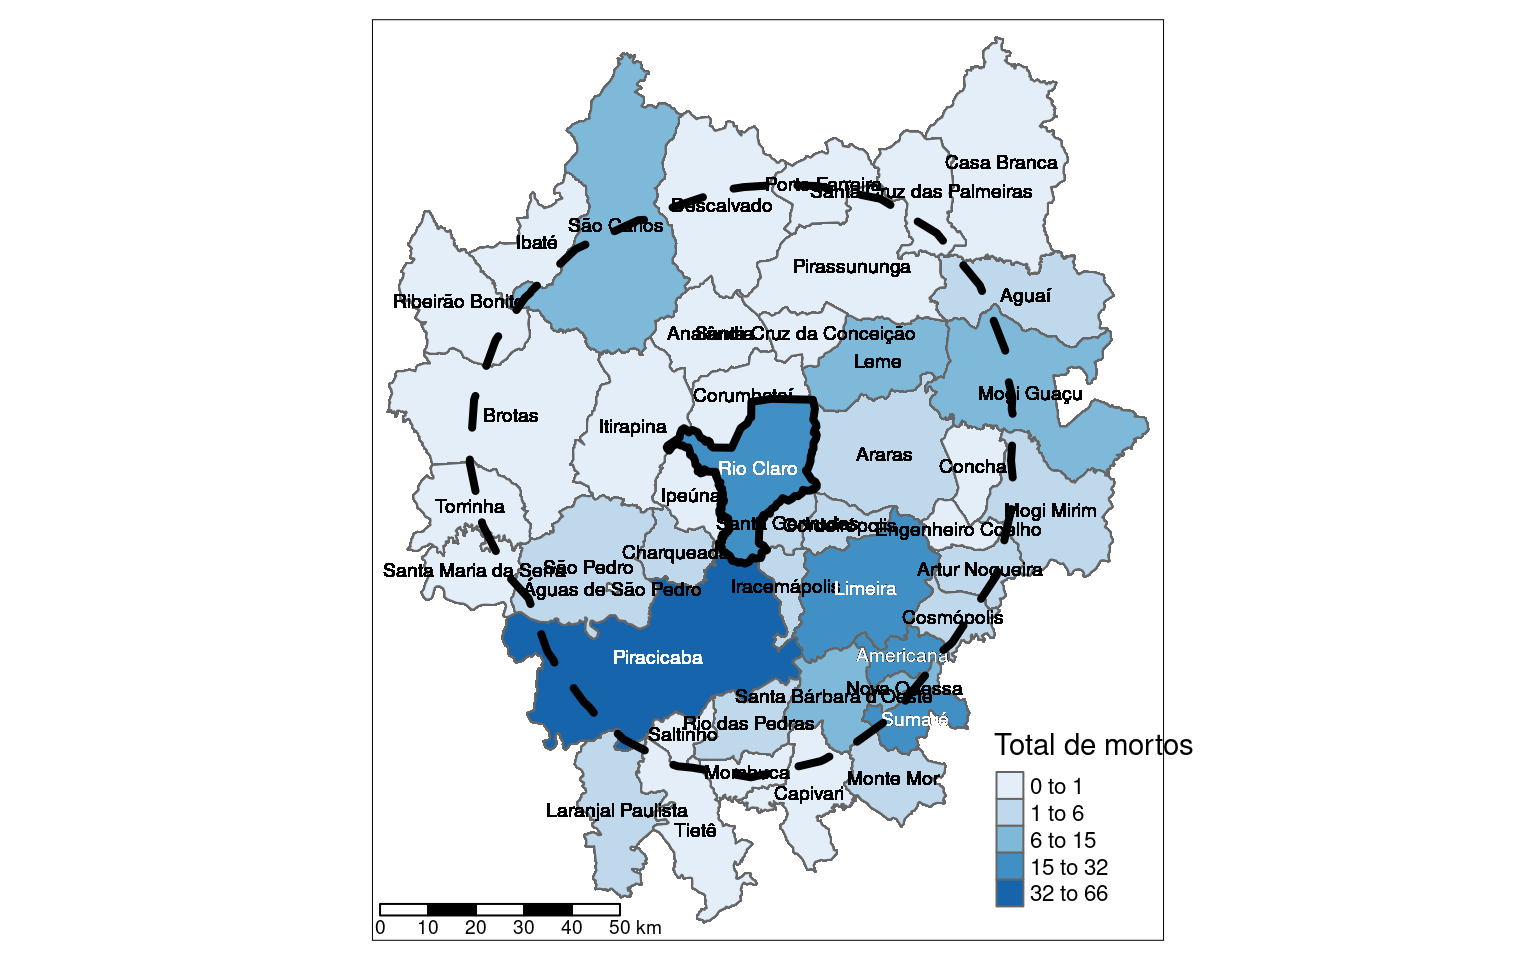 Casa Branca
Porto Ferreira
Santa Cruz das Palmeiras
Descalvado
São Carlos
Ibaté
Pirassununga
Aguaí
Ribeirão Bonito
Analândia
Santa Cruz da Conceição
Leme
Mogi Guaçu
Corumbataí
Brotas
Itirapina
Araras
Conchal
Rio Claro
Ipeúna
Torrinha
Mogi Mirim
Santa Gertrudes
Cordeirópolis
Engenheiro Coelho
Charqueada
São Pedro
Santa Maria da Serra
Artur Nogueira
Águas de São Pedro
Iracemápolis
Limeira
Cosmópolis
Piracicaba
Americana
Nova Odessa
Santa Bárbara d'Oeste
Sumaré
Rio das Pedras
Saltinho
Mombuca
Monte Mor
Capivari
Laranjal Paulista
Tietê
Total de mortos
0 to 1
1 to 6
6 to 15
15 to 32
32 to 66
0 10 20 30 40 50 km